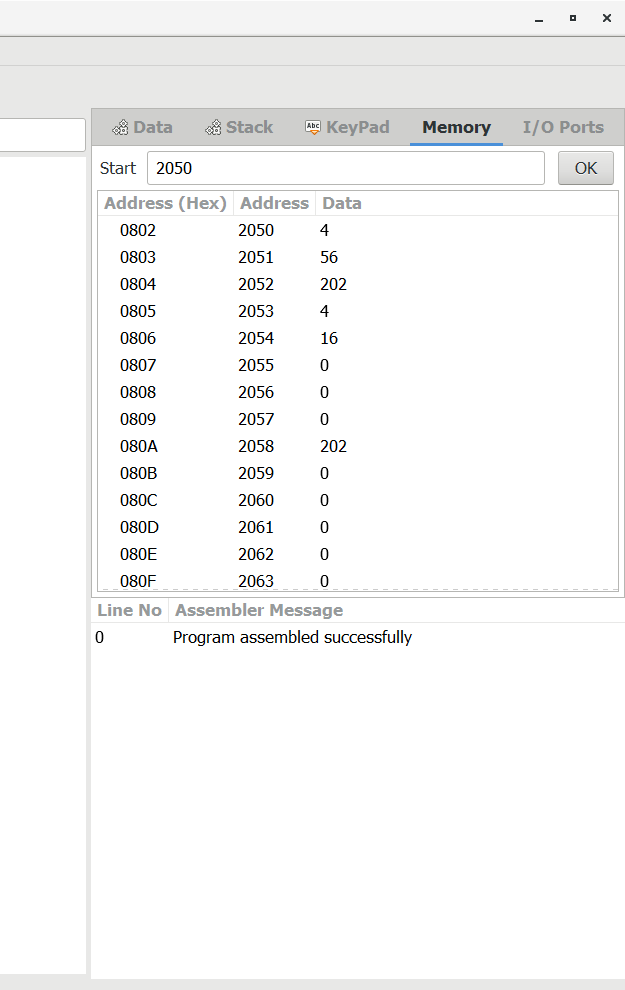 Data Stack Abc KeyPad Memory I/O Ports
Start 2050 OK
Address (Hex) Address Data
0802 2050 4
0803 2051 56
0804 2052 202
0805 2053 4
0806 2054 16
0807 2055 0
0808 2056 0
0809 2057 0
080A 2058 202
080B 2059 0
080C 2060 0
080D 2061 0
080E 2062 0
080F 2063 0
Line No Assembler Message
0 Program assembled successfully